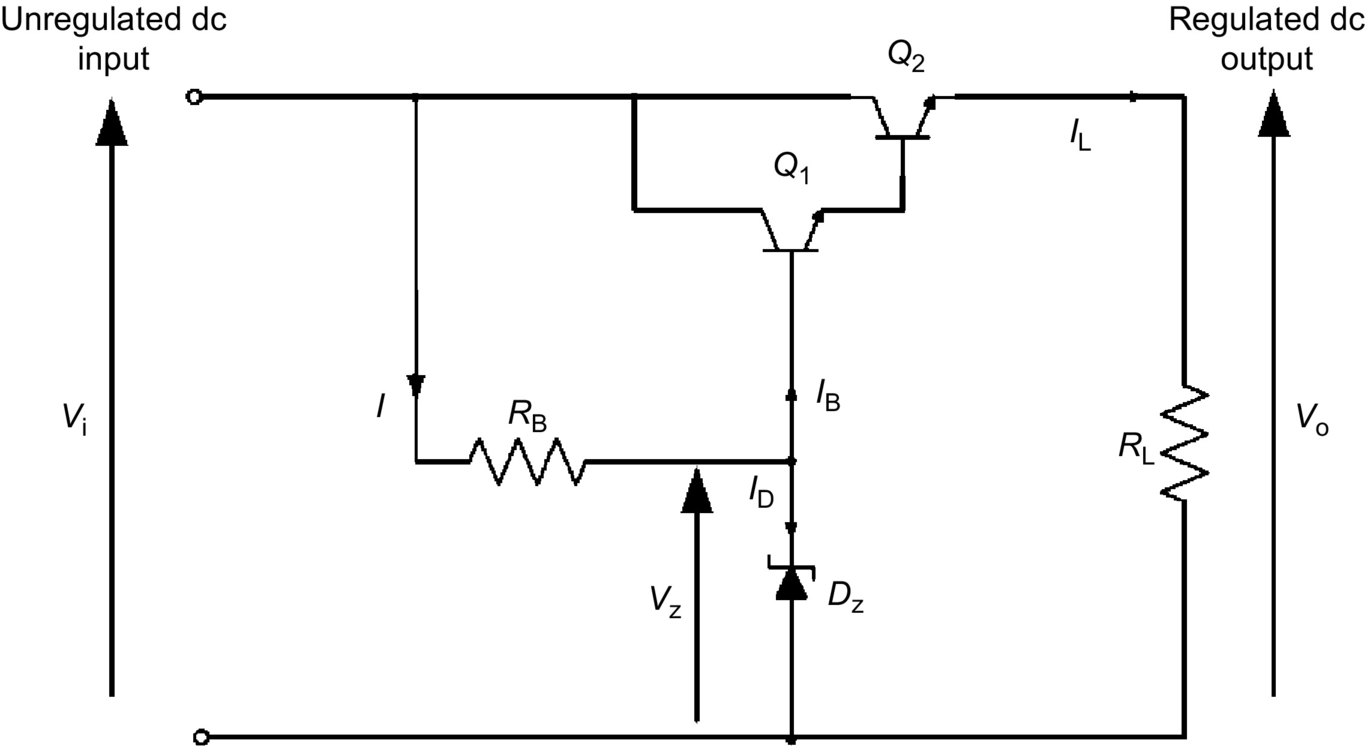 Unregulated dc
input
Regulated dc
output
Q2
IL
Q1
I
IB
Vi
RB
RL
Vo
ID
Vz
Dz